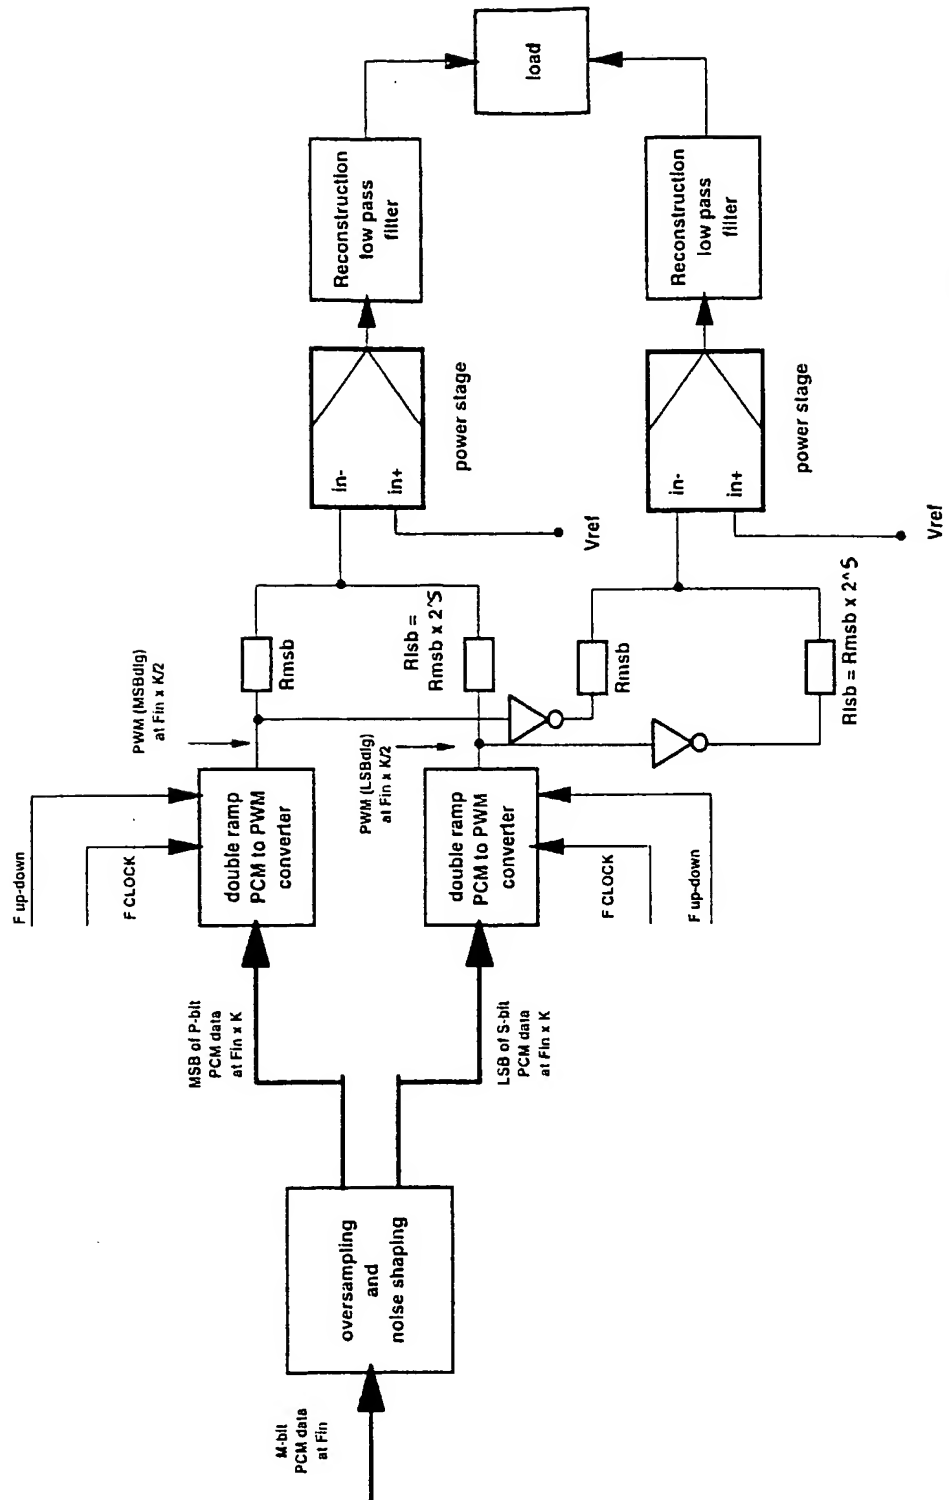 M-bit
PCM data
at Fin
oversampling
and
noise shaping
MSB of P-bit
PCM data
at Fin x K
LSB of S-bit
PCM data
at Fin x K
F up-down
F CLOCK
double ramp
PCM to PWM
converter
double ramp
PCM to PWM
converter
F CLOCK
F up-down
PWM (MSBdig)
at Fin x K/2
PWM (LSBdig)
at Fin x K/2
Rmsb
Rlsb =
Rmsb x 2^S
Rmsb
Rlsb = Rmsb x 2^S
Vref
Vref
in-
in+
power stage
in-
in+
power stage
Reconstruction
low pass
filter
Reconstruction
low pass
filter
load